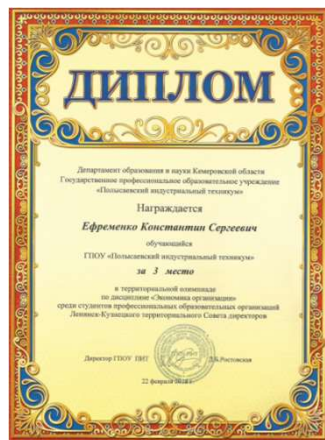 ДИПЛОМ
Департамент образования и науки Кемеровской области
Государственное профессиональное образовательное учреждение
«Полысаевский индустриальный техникум»
Награждается
Ефременко Константин Сергеевич
обучающийся
ГПОУ «Полысаевский индустриальный техникум»
за 3 место
в территориальной олимпиаде
по дисциплине «Экономика организации»
среди студентов профессиональных образовательных организаций
Ленинск-Кузнецкого территориального Совета директоров
Директор ГПОУ ПИТ
Ростовская
22 февраля